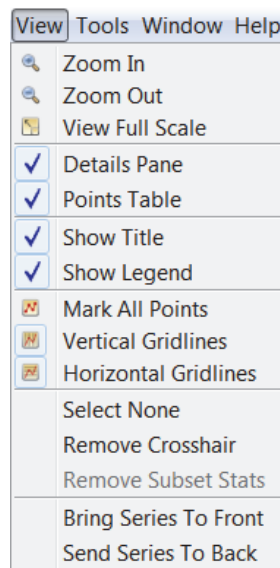 View Tools Window Help
Zoom In
Zoom Out
View Full Scale
Details Pane
Points Table
Show Title
Show Legend
Mark All Points
Vertical Gridlines
Horizontal Gridlines
Select None
Remove Crosshair
Remove Subset Stats
Bring Series To Front
Send Series To Back